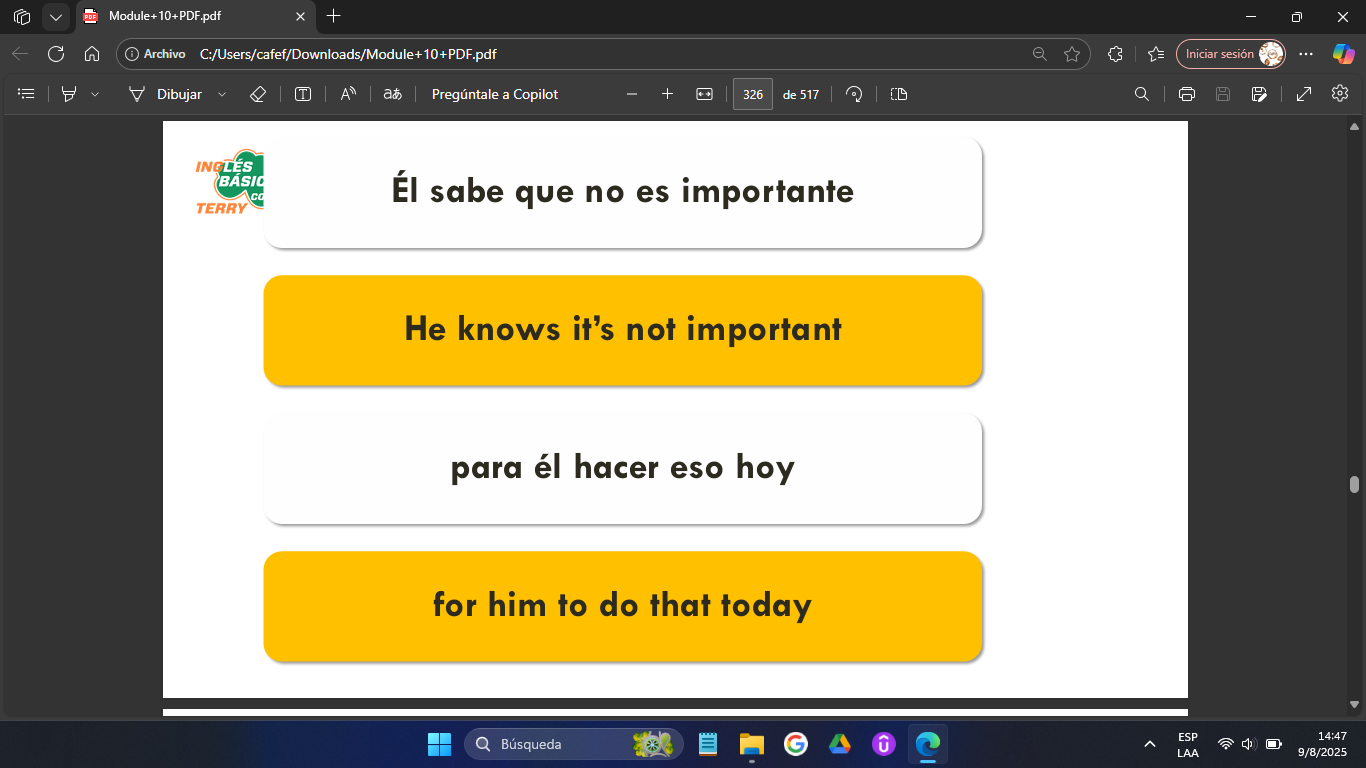 Module+10+PDF.pdf
Archivo C:/Users/cafef/Downloads/Module+10+PDF.pdf Iniciar sesión
Dibujar Pregúntale a Copilot 326 de 517
INGLÉS
BÁSIC
CO
TERRY
Él sabe que no es importante
He knows it's not important
para él hacer eso hoy
for him to do that today
Búsqueda
ESP
LAA
14:47
9/8/2025